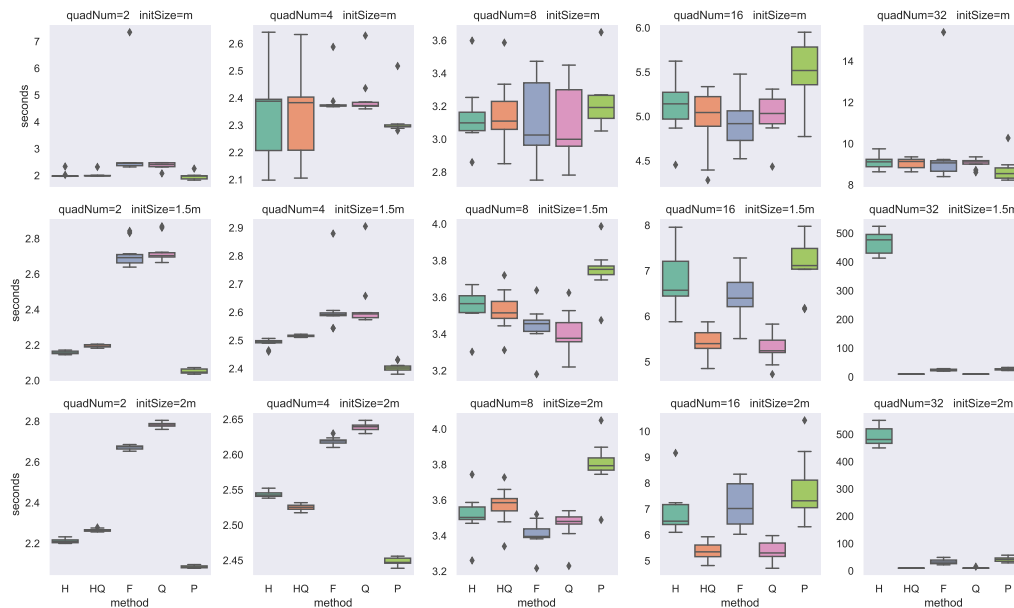 quadNum=2 initSize=m
quadNum=4 initSize=m
quadNum=8 initSize=m
quadNum=16 initSize=m
quadNum=32 initSize=m
seconds
7
6
5
4
3
2
2.6
2.5
2.4
2.3
2.2
2.1
3.6
3.4
3.2
3.0
2.8
6.0
5.5
5.0
4.5
14
12
10
8
quadNum=2 initSize=1.5m
quadNum=4 initSize=1.5m
quadNum=8 initSize=1.5m
quadNum=16 initSize=1.5m
quadNum=32 initSize=1.5m
seconds
2.8
2.6
2.4
2.2
2.0
2.9
2.8
2.7
2.6
2.5
2.4
4.0
3.8
3.6
3.4
3.2
8
7
6
5
500
400
300
200
100
0
quadNum=2 initSize=2m
quadNum=4 initSize=2m
quadNum=8 initSize=2m
quadNum=16 initSize=2m
quadNum=32 initSize=2m
seconds
2.8
2.6
2.4
2.2
2.65
2.60
2.55
2.50
2.45
4.0
3.8
3.6
3.4
3.2
10
9
8
7
6
5
500
400
300
200
100
0
H HQ F Q P
H HQ F Q P
H HQ F Q P
H HQ F Q P
H HQ F Q P
method
method
method
method
method